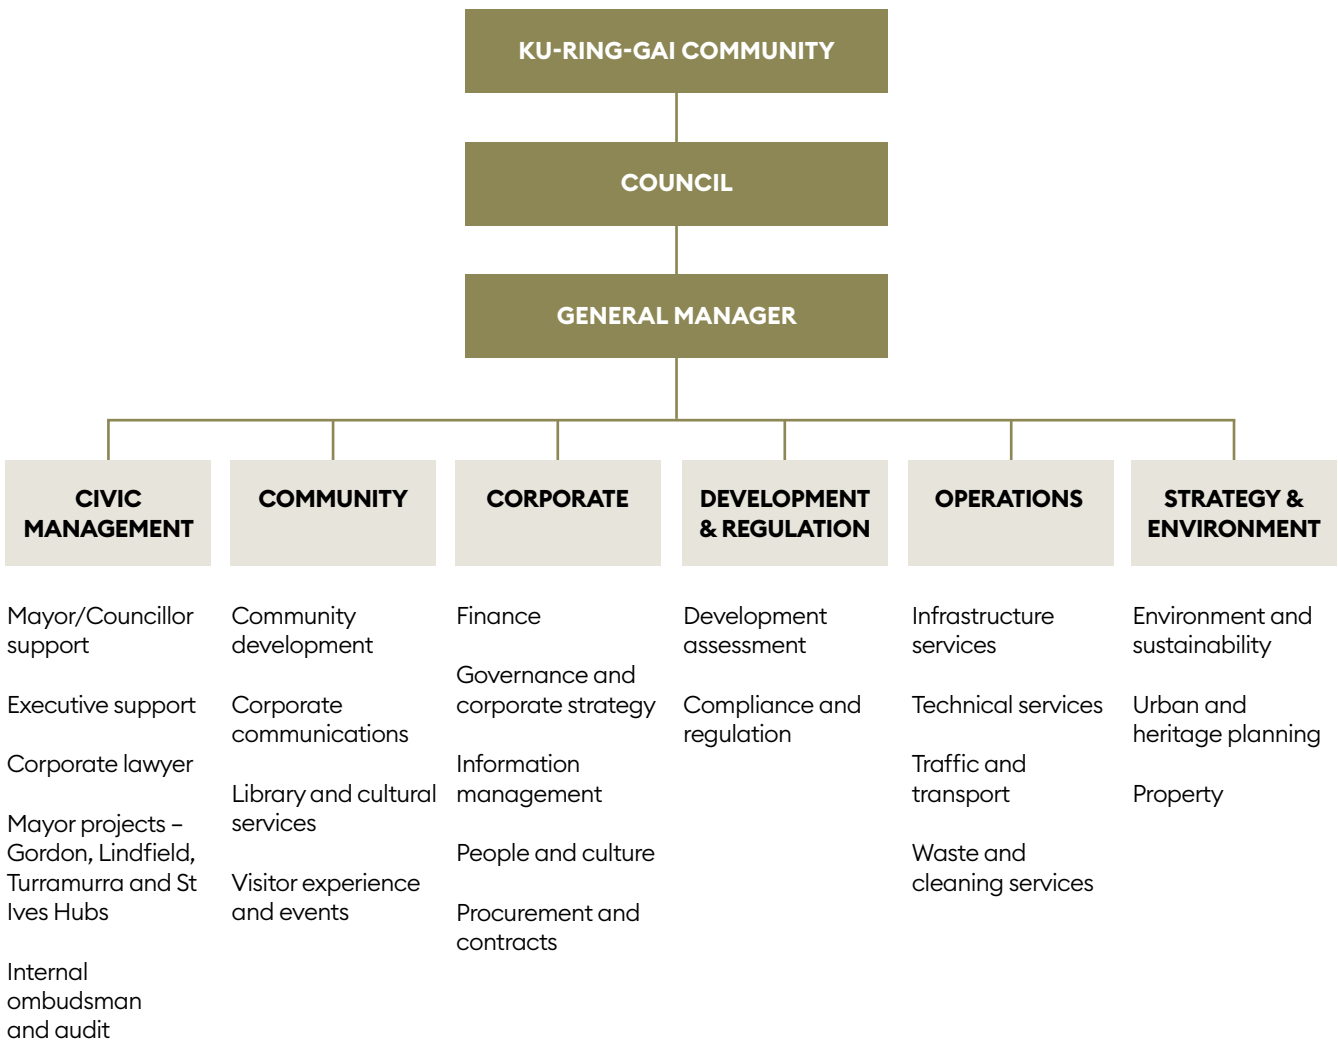 KU-RING-GAI COMMUNITY
COUNCIL
GENERAL MANAGER
CIVIC
MANAGEMENT
Mayor/Councillor
support
Executive support
Corporate lawyer
Mayor projects –
Gordon, Lindfield,
Turramurra and St
Ives Hubs
Internal
ombudsman
and audit
COMMUNITY
Community
development
Corporate
communications
Library and cultural
services
Visitor experience
and events
CORPORATE
Finance
Governance and
corporate strategy
Information
management
People and culture
Procurement and
contracts
DEVELOPMENT
& REGULATION
Development
assessment
Compliance and
regulation
OPERATIONS
Infrastructure
services
Technical services
Traffic and
transport
Waste and
cleaning services
STRATEGY &
ENVIRONMENT
Environment and
sustainability
Urban and
heritage planning
Property